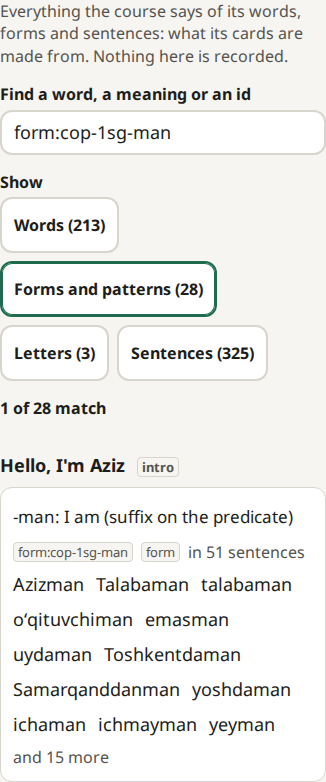 Everything the course says of its words,
forms and sentences: what its cards are
made from. Nothing here is recorded.
Find a word, a meaning or an id
form:cop-1sg-man
Show
Words (213)
Forms and patterns (28)
Letters (3) Sentences (325)
1 of 28 match
Hello, I'm Aziz intro
-man: I am (suffix on the predicate)
form:cop-1sg-man form in 51 sentences
Azizman Talabaman talabaman
oʻqituvchiman emasman
uydaman Toshkentdaman
Samarqanddanman yoshdaman
ichaman ichmayman yeyman
and 15 more